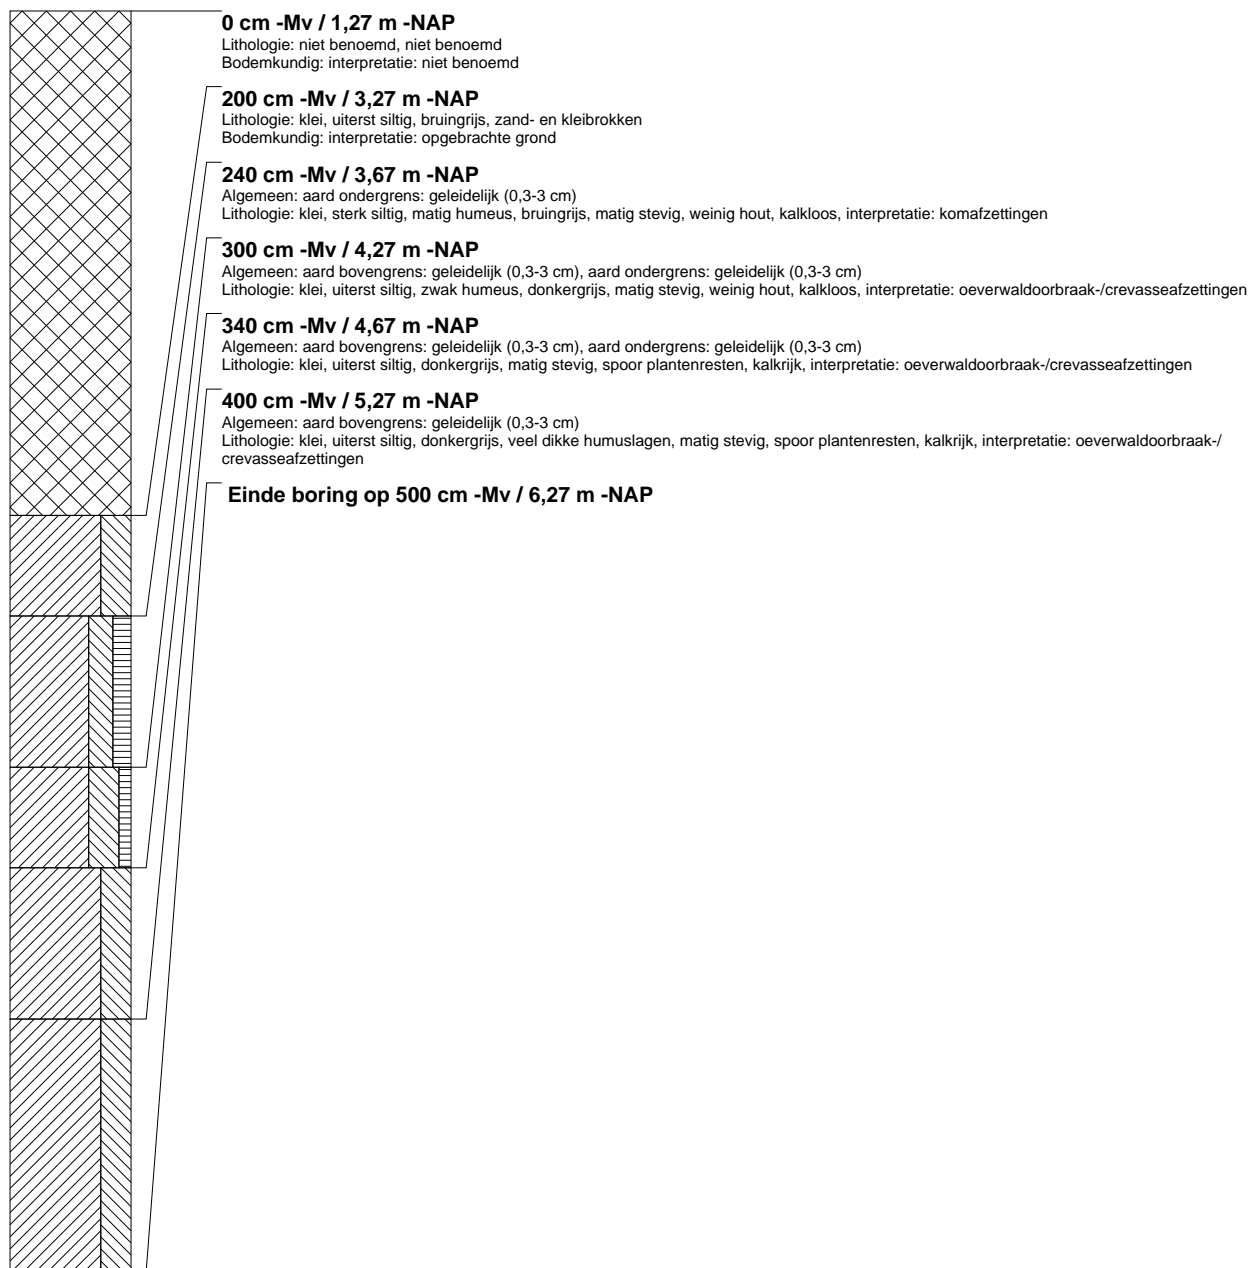 0 cm -Mv / 1,27 m -NAP
Lithologie: niet benoemd, niet benoemd
Bodemkundig: interpretatie: niet benoemd
200 cm -Mv / 3,27 m -NAP
Lithologie: klei, uiterst siltig, bruingrijs, zand- en kleibrokken
Bodemkundig: interpretatie: opgebrachte grond
240 cm -Mv / 3,67 m -NAP
Algemeen: aard ondergrens: geleidelijk (0,3-3 cm)
Lithologie: klei, sterk siltig, matig humeus, bruingrijs, matig stevig, weinig hout, kalkloos, interpretatie: komafzettingen
300 cm -Mv / 4,27 m -NAP
Algemeen: aard bovengrens: geleidelijk (0,3-3 cm), aard ondergrens: geleidelijk (0,3-3 cm)
Lithologie: klei, uiterst siltig, zwak humeus, donkergrijs, matig stevig, weinig hout, kalkloos, interpretatie: oeverwaldoorbraak-/crevasseafzettingen
340 cm -Mv / 4,67 m -NAP
Algemeen: aard bovengrens: geleidelijk (0,3-3 cm), aard ondergrens: geleidelijk (0,3-3 cm)
Lithologie: klei, uiterst siltig, donkergrijs, matig stevig, spoor plantenresten, kalkrijk, interpretatie: oeverwaldoorbraak-/crevasseafzettingen
400 cm -Mv / 5,27 m -NAP
Algemeen: aard bovengrens: geleidelijk (0,3-3 cm)
Lithologie: klei, uiterst siltig, donkergrijs, veel dikke humuslagen, matig stevig, spoor plantenresten, kalkrijk, interpretatie: oeverwaldoorbraak-/
crevasseafzettingen
Einde boring op 500 cm -Mv / 6,27 m -NAP